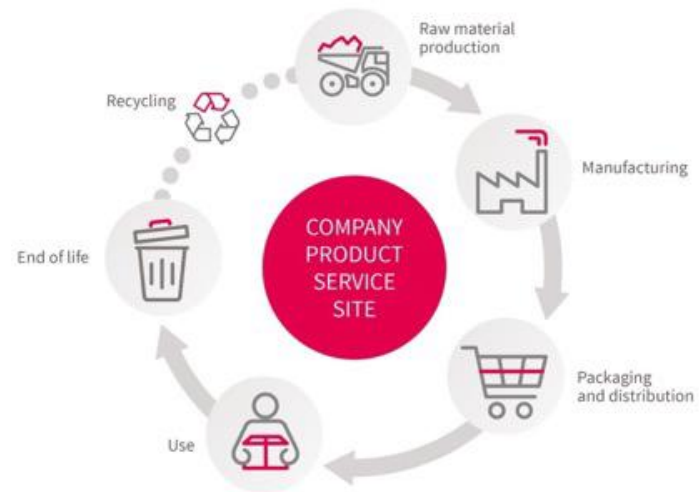 Raw material
production
Recycling
Manufacturing
COMPANY
PRODUCT
SERVICE
SITE
End of life
Packaging
and distribution
Use